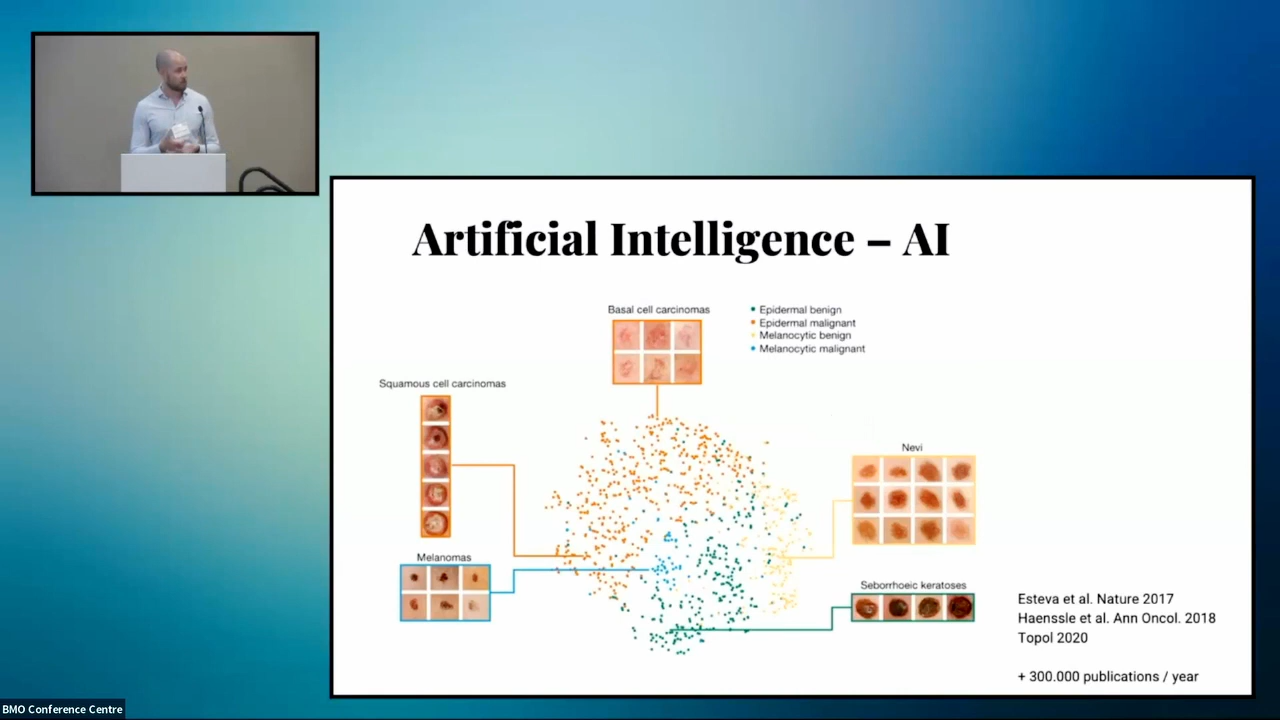 Artificial Intelligence – AI
Basal cell carcinomas
Epidermal benign
Epidermal malignant
Melanocytic benign
Melanocytic malignant
Squamous cell carcinomas
Nevi
Melanomas
Seborrhoeic keratoses
Esteva et al. Nature 2017
Haenssle et al. Ann Oncol. 2018
Topol 2020
+ 300.000 publications / year
BMO Conference Centre